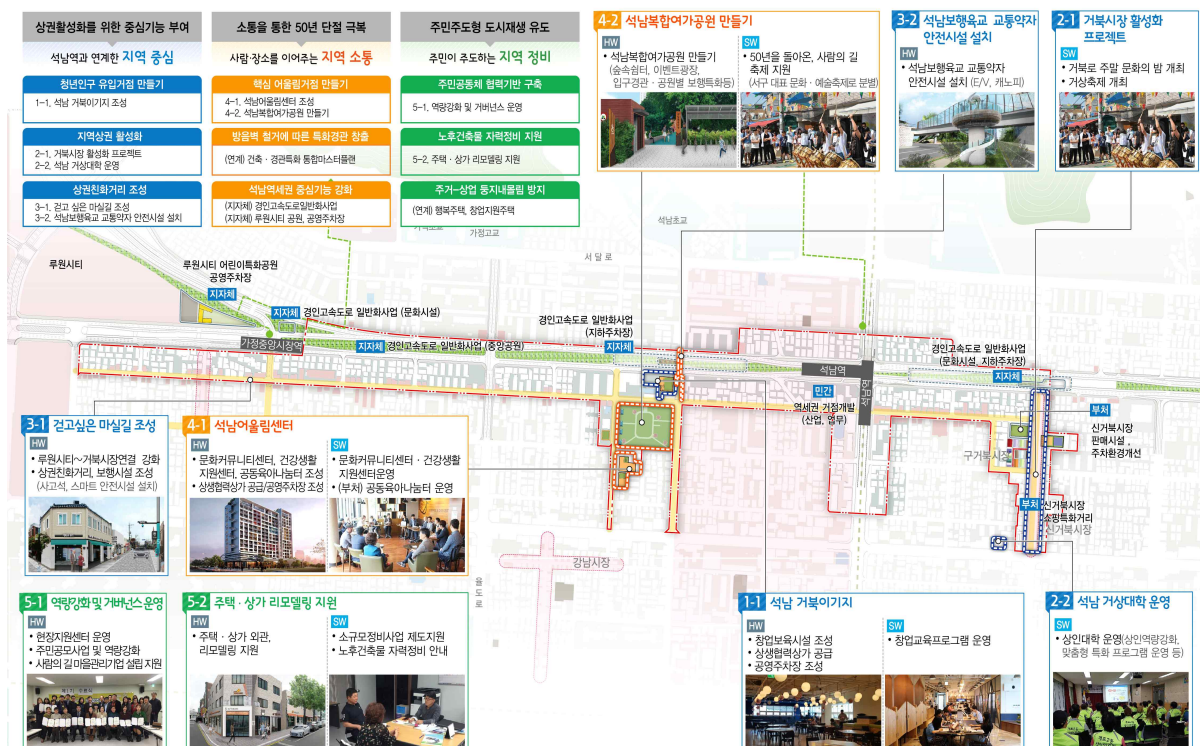 상권활성화를 위한 중심기능 부여
석남역과 연계한 지역 중심
청년인구 유입거점 만들기
1-1. 석남 거북이기지 조성
지역상권 활성화
2-1. 거북시장 활성화 프로젝트
2-2. 석남 거상대학 운영
상권친화거리 조성
3-1. 걷고 싶은 마실길 조성
3-2. 석남보행육교 교통약자 안전시설 설치
소통을 통한 50년 단절 극복
사람·장소를 이어주는 지역 소통
핵심 어울림거점 만들기
4-1. 석남어울림센터 조성
4-2. 석남복합여가공원 만들기
방음벽 철거에 따른 특화경관 창출
(연계) 건축·경관특화 통합마스터플랜
석남역세권 중심기능 강화
(지자체) 경인고속도로일반화사업
(지자체) 루원시티 공원, 공영주차장
주민주도형 도시재생 유도
주민이 주도하는 지역 정비
주민공동체 협력기반 구축
5-1. 역량강화 및 거버넌스 운영
노후건축물 자력정비 지원
5-2. 주택·상가 리모델링 지원
주거-상업 둥지내몰림 방지
(연계) 행복주택, 창업지원주택
4-2 석남복합여가공원 만들기
HW
• 석남복합여가공원 만들기
(숲속쉼터, 이벤트광장,
입구경관·공원별 보행특화등)
SW
• 50년을 돌아온, 사람의 길
축제 지원
(서구 대표 문화·예술축제로 분별)
3-2 석남보행육교 교통약자
안전시설 설치
HW
• 석남보행육교 교통약자
안전시설 설치 (E/V, 캐노피)
2-1 거북시장 활성화
프로젝트
SW
• 거북로 주말 문화의 밤 개최
• 거상축제 개최
가정고교
석남초교
서달로
루원시티
루원시티 어린이특화공원
공영주차장
지자체
지자체 경인고속도로 일반화사업 (문화시설)
가정중앙시장역
지자체 경인고속도로 일반화사업 (중앙공원)
경인고속도로 일반화사업
(지하주차장)
지자체
석남역
석남역
민간
역세권 거점개발
(산업, 업무)
경인고속도로 일반화사업
(문화시설, 지하주차장)
지자체
부처
신거북시장
판매시설,
주차환경개선
구거북시장
부처 신거북시장
쇼핑특화거리
신거북시장
강남시장
율도로
3-1 걷고싶은 마실길 조성
HW
• 루원시티~거북시장연결 강화
• 상권친화거리, 보행시설 조성
(사고석, 스마트 안전시설 설치)
4-1 석남어울림센터
HW
• 문화커뮤니티센터, 건강생활
지원센터, 공동육아나눔터 조성
• 상생협력상가 공급/공영주차장 조성
SW
• 문화커뮤니티센터·건강생활
지원센터운영
• (부처) 공동육아나눔터 운영
5-1 역량강화 및 거버넌스 운영
HW
• 현장지원센터 운영
• 주민공모사업 및 역량강화
• 사람의 길 마을관리기업 설립 지원
5-2 주택·상가 리모델링 지원
HW
• 주택·상가 외관,
리모델링 지원
SW
• 소규모정비사업 제도지원
• 노후건축물 자력정비 안내
1-1 석남 거북이기지
HW
• 창업보육시설 조성
• 상생협력상가 공급
• 공영주차장 조성
SW
• 창업교육프로그램 운영
2-2 석남 거상대학 운영
SW
• 상인대학 운영(상인역량강화,
맞춤형 특화 프로그램 운영 등)